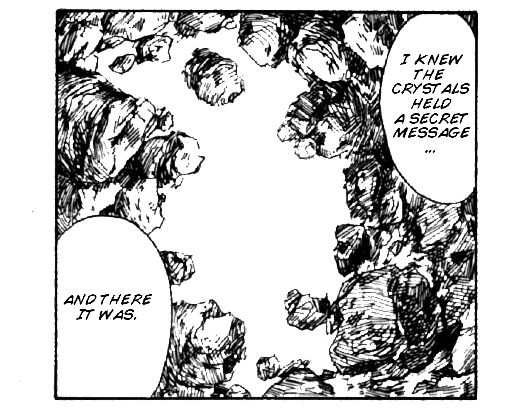 I KNEW
THE
CRYSTALS
HELD
A SECRET
MESSAGE
...
AND THERE
IT WAS.